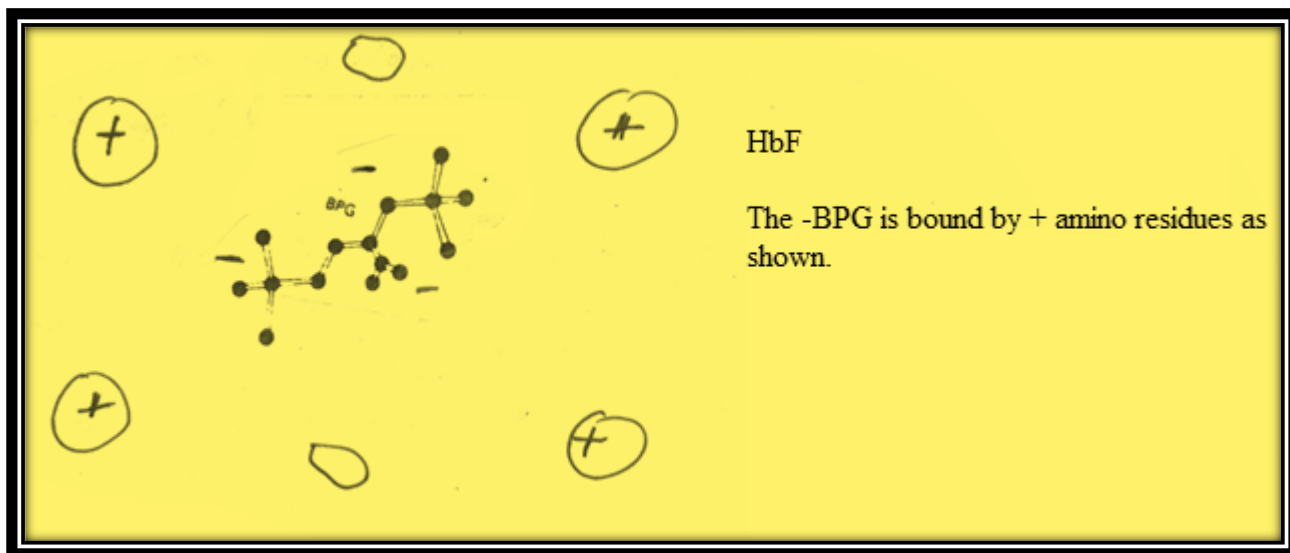 +
+
HbF
BPG
The -BPG is bound by + amino residues as
shown.
+
+